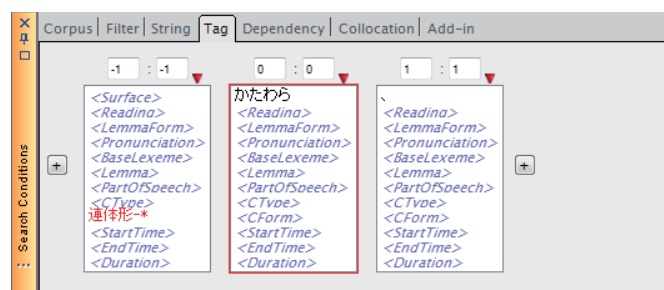 Corpus Filter String Tag Dependency Collocation Add-in
Search Conditions ...
-1 : -1
0 : 0
1 : 1
+
<Surface>
<Reading>
<LemmaForm>
<Pronunciation>
<BaseLexeme>
<Lemma>
<PartOfSpeech>
<CType>
連体形-*
<StartTime>
<EndTime>
<Duration>
かたわら
<Reading>
<LemmaForm>
<Pronunciation>
<BaseLexeme>
<Lemma>
<PartOfSpeech>
<CType>
<CForm>
<StartTime>
<EndTime>
<Duration>
、
<Reading>
<LemmaForm>
<Pronunciation>
<BaseLexeme>
<Lemma>
<PartOfSpeech>
<CType>
<CForm>
<StartTime>
<EndTime>
<Duration>
+